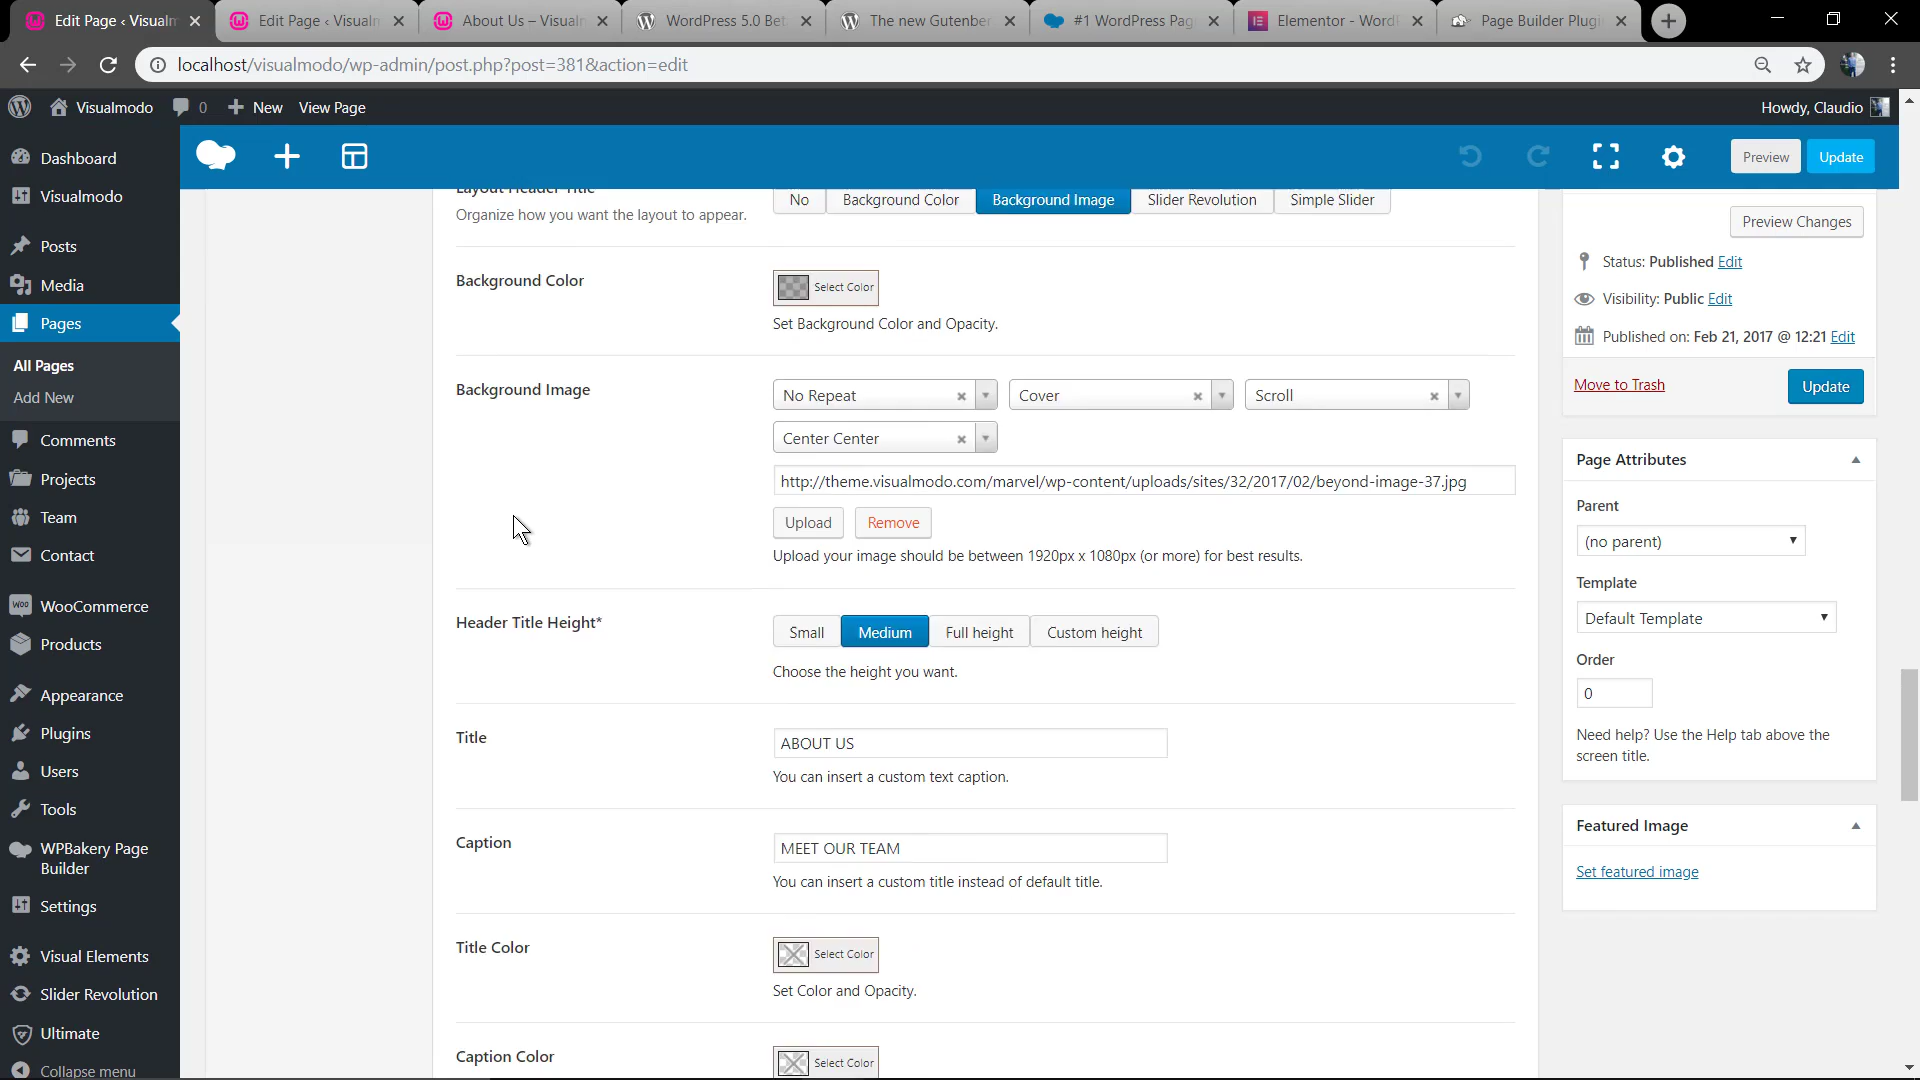 Edit Page ‹ Visualm
Edit Page ‹ Visualm
About Us – Visualm
WordPress 5.0 Bet
The new Gutenber
#1 WordPress Pag
Elementor - WordP
Page Builder Plugi
localhost/visualmodo/wp-admin/post.php?post=381&action=edit
Visualmodo
0
New
View Page
Howdy, Claudio
Dashboard
Visualmodo
Posts
Media
Pages
All Pages
Add New
Comments
Projects
Team
Contact
WooCommerce
Products
Appearance
Plugins
Users
Tools
WPBakery Page
Builder
Settings
Visual Elements
Slider Revolution
Ultimate
Collapse menu
Preview
Update
Layout Header Title
Organize how you want the layout to appear.
No
Background Color
Background Image
Slider Revolution
Simple Slider
Background Color
Select Color
Set Background Color and Opacity.
Background Image
No Repeat
Cover
Scroll
Center Center
http://theme.visualmodo.com/marvel/wp-content/uploads/sites/32/2017/02/beyond-image-37.jpg
Upload
Remove
Upload your image should be between 1920px x 1080px (or more) for best results.
Header Title Height*
Small
Medium
Full height
Custom height
Choose the height you want.
Title
ABOUT US
You can insert a custom text caption.
Caption
MEET OUR TEAM
You can insert a custom title instead of default title.
Title Color
Select Color
Set Color and Opacity.
Caption Color
Select Color
Preview Changes
Status: Published Edit
Visibility: Public Edit
Published on: Feb 21, 2017 @ 12:21 Edit
Move to Trash
Update
Page Attributes
Parent
(no parent)
Template
Default Template
Order
0
Need help? Use the Help tab above the
screen title.
Featured Image
Set featured image